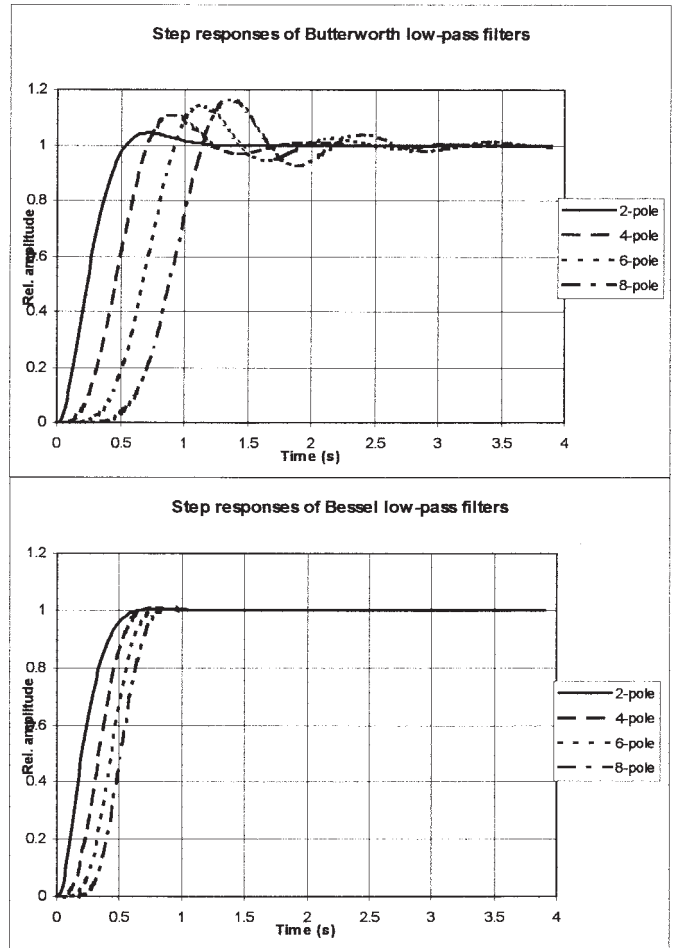 Step responses of Butterworth low-pass filters
1.2
1
0.8
0.6
0.4
0.2
0
Rel. amplitude
0 0.5 1 1.5 2 2.5 3 3.5 4
Time (s)
2-pole
4-pole
6-pole
8-pole
Step responses of Bessel low-pass filters
1.2
1
0.8
0.6
0.4
0.2
0
Rel. amplitude
0 0.5 1 1.5 2 2.5 3 3.5 4
Time (s)
2-pole
4-pole
6-pole
8-pole